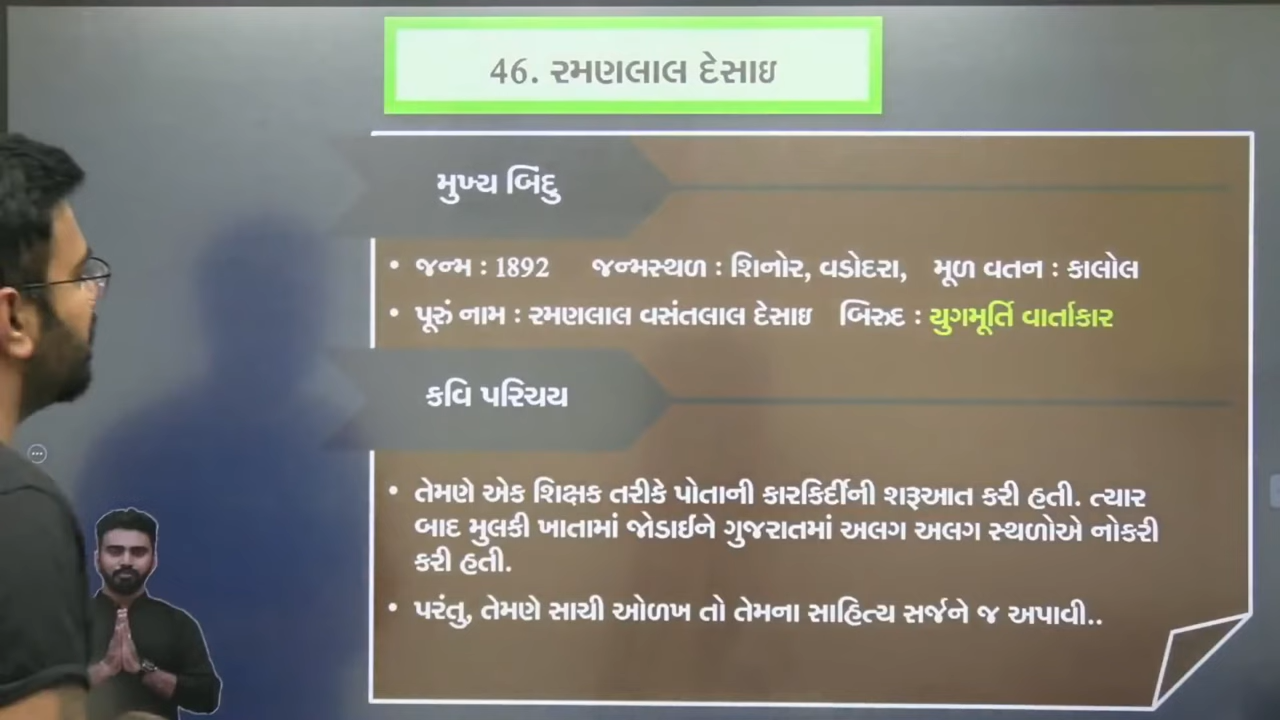 46. રમણલાલ દેસાઇ
મુખ્ય બિંદુ
• જન્મ : 1892 જન્મસ્થળ : શિનોર, વડોદરા, મૂળ વતન : કાલોલ
• પૂરું નામ : રમણલાલ વસંતલાલ દેસાઇ બિરુદ : યુગમૂર્તિ વાર્તાકાર
કવિ પરિચય
• તેમણે એક શિક્ષક તરીકે પોતાની કારકિર્દીની શરૂઆત કરી હતી. ત્યાર
બાદ મુલકી ખાતામાં જોડાઈને ગુજરાતમાં અલગ અલગ સ્થળોએ નોકરી
કરી હતી.
• પરંતુ, તેમણે સાચી ઓળખ તો તેમના સાહિત્ય સર્જને જ અપાવી..